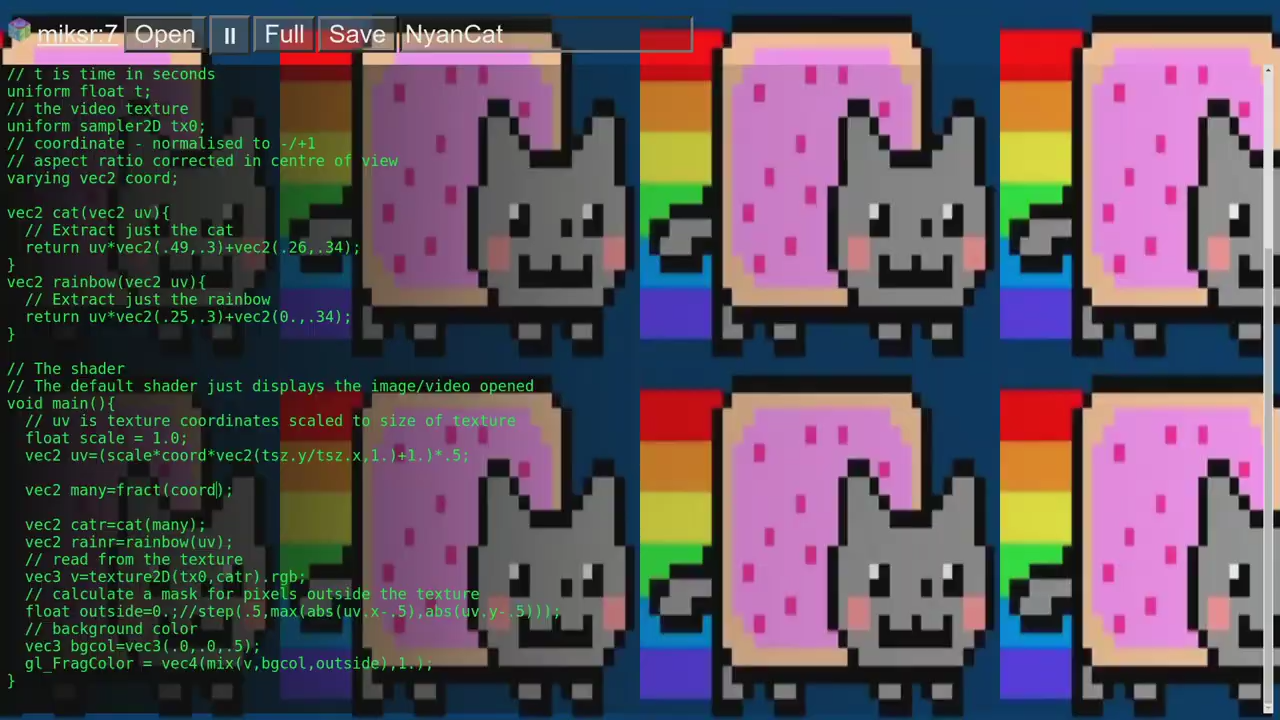 miksr:7 Open Full Save NyanCat
// t is time in seconds
uniform float t;
// the video texture
uniform sampler2D tx0;
// coordinate - normalised to -/+1
// aspect ratio corrected in centre of view
varying vec2 coord;
vec2 cat(vec2 uv){
// Extract just the cat
return uv*vec2(.49,.3)+vec2(.26,.34);
}
vec2 rainbow(vec2 uv){
// Extract just the rainbow
return uv*vec2(.25,.3)+vec2(0.,.34);
}
// The shader
// The default shader just displays the image/video opened
void main(){
// uv is texture coordinates scaled to size of texture
float scale = 1.0;
vec2 uv=(scale*coord*vec2(tsz.y/tsz.x,1.)+1.)*.5;
vec2 many=fract(coord);
vec2 catr=cat(many);
vec2 rainr=rainbow(uv);
// read from the texture
vec3 v=texture2D(tx0,catr).rgb;
// calculate a mask for pixels outside the texture
float outside=0.;//step(.5,max(abs(uv.x-.5),abs(uv.y-.5)));
// background color
vec3 bgcol=vec3(.0,.0,.5);
gl_FragColor = vec4(mix(v,bgcol,outside),1.);
}